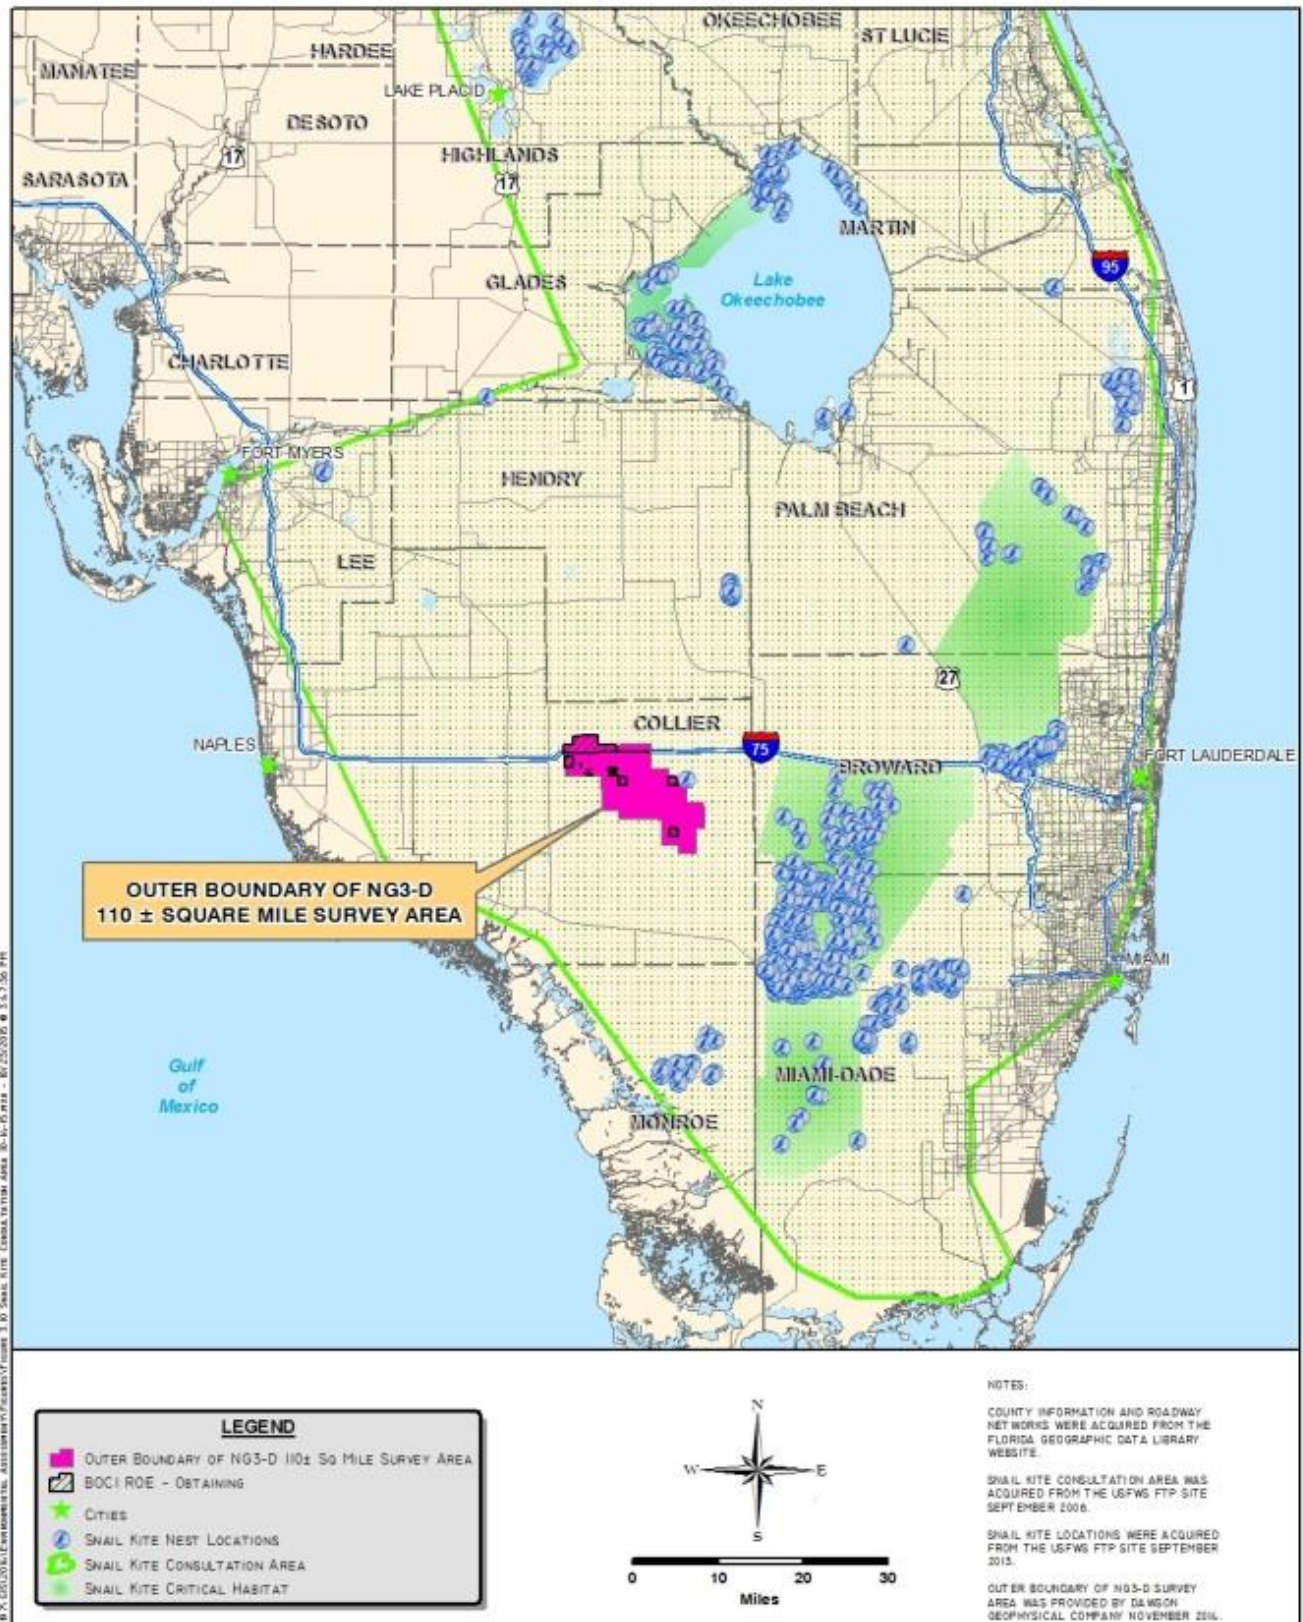 OKEECHOBEE
ST LUCIE
HARDEE
MANATEE
LAKE PLACID
DESOTO
17
HIGHLANDS
SARASOTA
17
MARTIN
GLADES
Lake
Okeechobee
95
CHARLOTTE
1
FORT MYERS
HENDRY
PALM BEACH
LEE
27
COLLIER
NAPLES
75
BROWARD
FORT LAUDERDALE
OUTER BOUNDARY OF NG3-D
110 ± SQUARE MILE SURVEY AREA
MIAMI
Gulf
of
Mexico
MIAMI-DADE
MONROE
LEGEND
OUTER BOUNDARY OF NG3-D 110± SQ MILE SURVEY AREA
BOCI ROE - OBTAINING
CITIES
SNAIL KITE NEST LOCATIONS
SNAIL KITE CONSULTATION AREA
SNAIL KITE CRITICAL HABITAT
N
W
E
S
0 10 20 30
Miles
NOTES:
COUNTY INFORMATION AND ROADWAY
NETWORKS WERE ACQUIRED FROM THE
FLORIDA GEOGRAPHIC DATA LIBRARY
WEBSITE.
SNAIL KITE CONSULTATION AREA WAS
ACQUIRED FROM THE USFWS FTP SITE
SEPTEMBER 2006.
SNAIL KITE LOCATIONS WERE ACQUIRED
FROM THE USFWS FTP SITE SEPTEMBER
2013.
OUTER BOUNDARY OF NG3-D SURVEY
AREA WAS PROVIDED BY DAWSON
GEOPHYSICAL COMPANY NOVEMBER 2014.